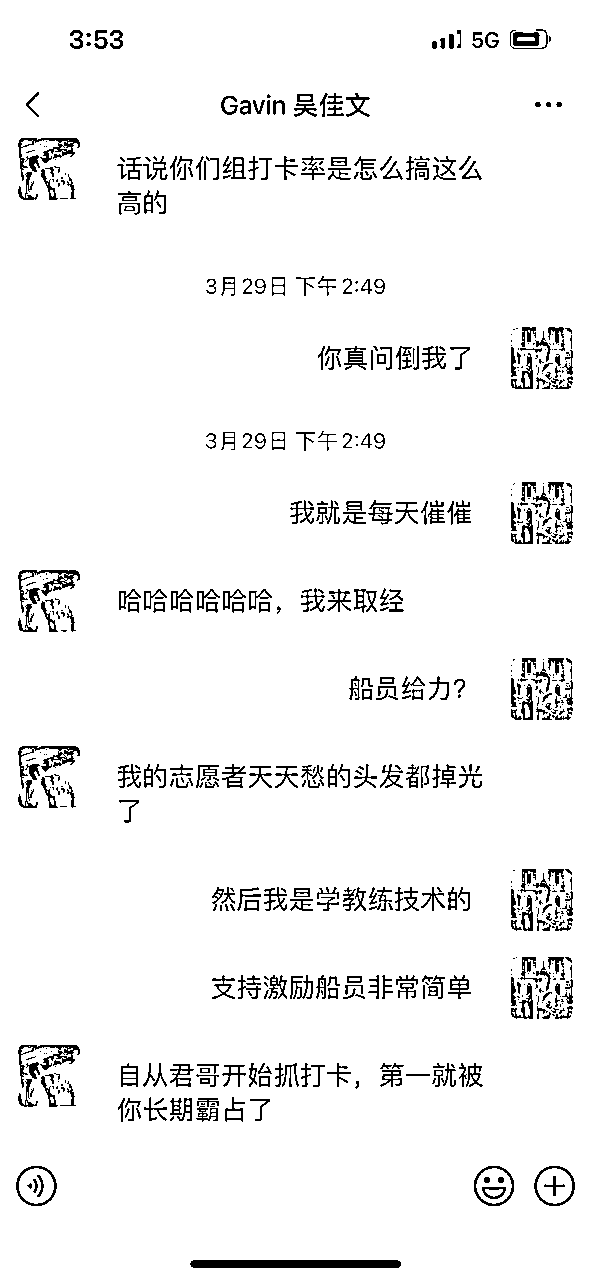 3:53
5G
Gavin 吴佳文
话说你们组打卡率是怎么搞这么
高的
3月29日 下午2:49
你真问倒我了
3月29日 下午2:49
我就是每天催催
哈哈哈哈哈哈，我来取经
船员给力？
我的志愿者天天愁的头发都掉光
了
然后我是学教练技术的
支持激励船员非常简单
自从君哥开始抓打卡，第一就被
你长期霸占了